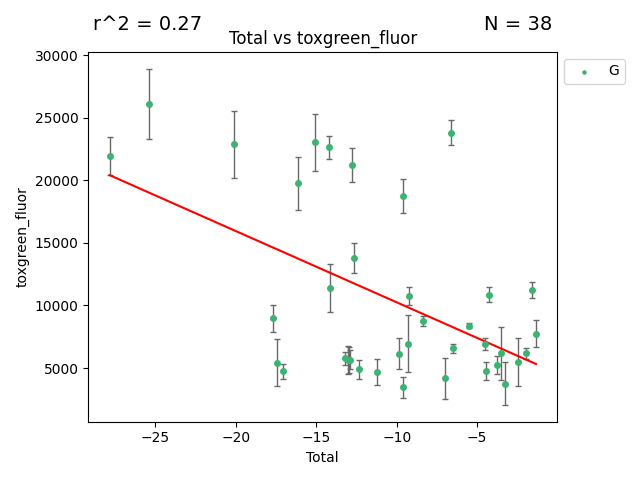 r^2 = 0.27
N = 38
Total vs toxgreen_fluor
G
30000
25000
20000
15000
10000
5000
toxgreen_fluor
−25
−20
−15
−10
−5
Total